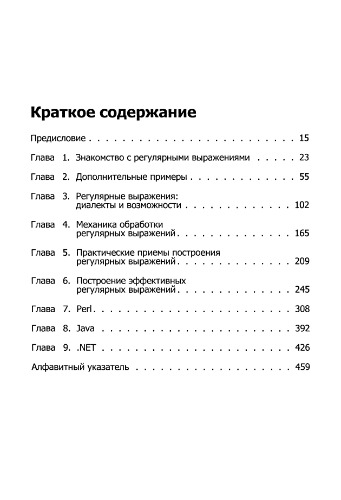 Краткое содержание
Предисловие . . . . . . . . . . . . . . . . . . . . . . . . . . 15
Глава 1. Знакомство с регулярными выражениями . . . . . 23
Глава 2. Дополнительные примеры . . . . . . . . . . . . . 55
Глава 3. Регулярные выражения:
диалекты и возможности . . . . . . . . . . . . . 102
Глава 4. Механика обработки
регулярных выражений . . . . . . . . . . . . . . 165
Глава 5. Практические приемы построения
регулярных выражений . . . . . . . . . . . . . . 209
Глава 6. Построение эффективных
регулярных выражений . . . . . . . . . . . . . . 245
Глава 7. Perl . . . . . . . . . . . . . . . . . . . . . . . 308
Глава 8. Java . . . . . . . . . . . . . . . . . . . . . . . 392
Глава 9. .NET . . . . . . . . . . . . . . . . . . . . . . 426
Алфавитный указатель . . . . . . . . . . . . . . . . . . . 459